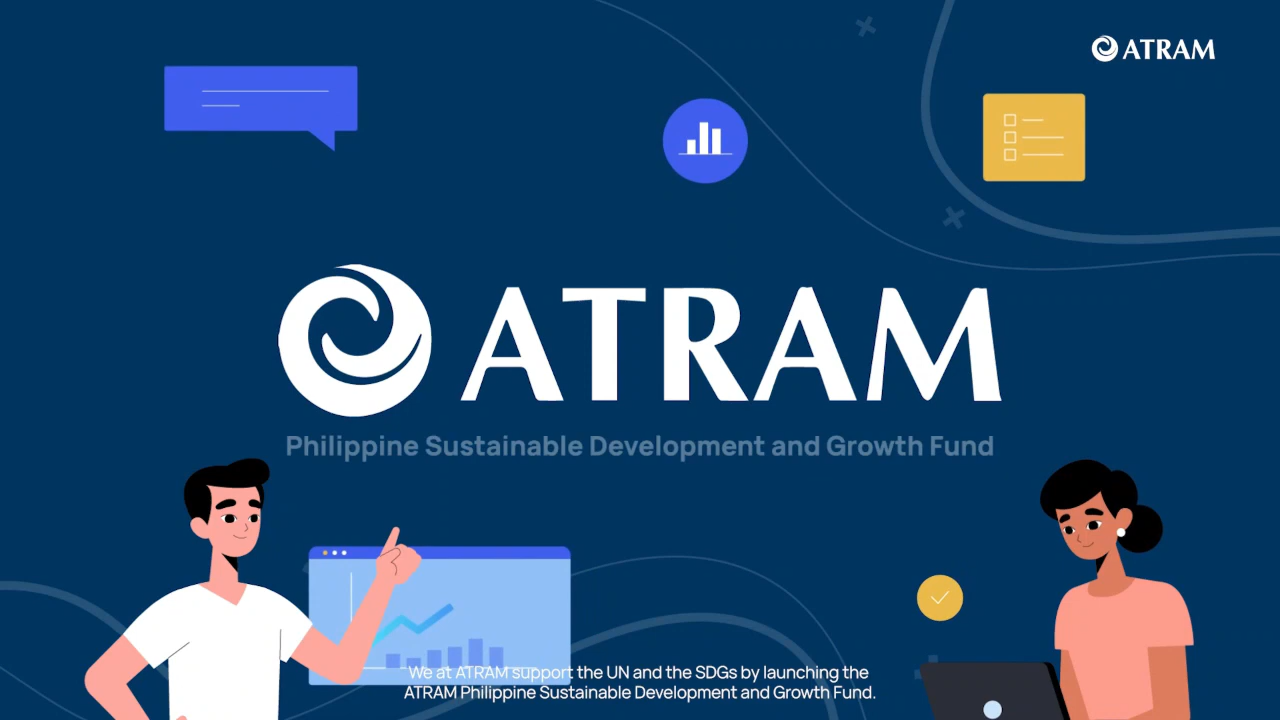 ATRAM
ATRAM
Philippine Sustainable Development and Growth Fund
We at ATRAM support the UN and the SDGs by launching the
ATRAM Philippine Sustainable Development and Growth Fund.